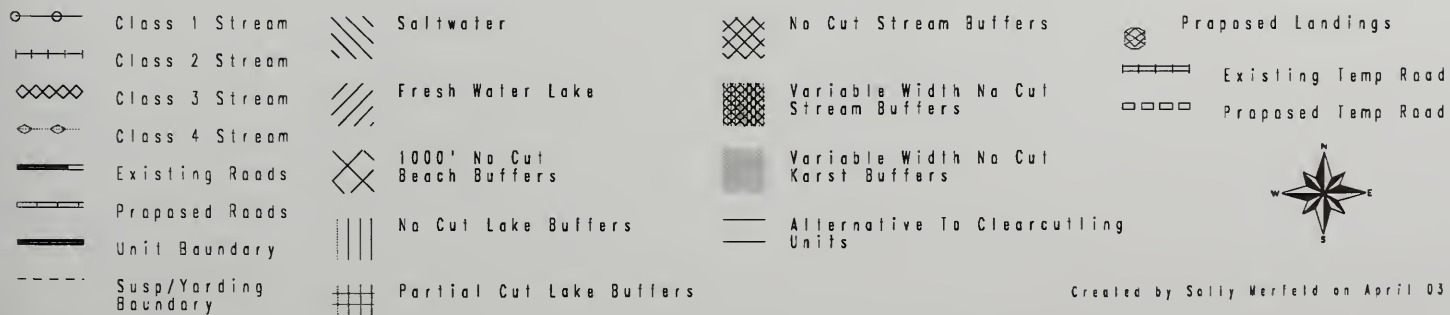 Class 1 Stream
Class 2 Stream
Class 3 Stream
Class 4 Stream
Existing Roads
Proposed Roads
Unit Boundary
Susp/Yarding
Boundary
Saltwater
Fresh Water Lake
1000' No Cut
Beach Buffers
No Cut Lake Buffers
Partial Cut Lake Buffers
No Cut Stream Buffers
Variable Width No Cut
Stream Buffers
Variable Width No Cut
Karst Buffers
Alternative To Clearcutting
Units
Proposed Landings
Existing Temp Road
Proposed Temp Road
N
W
E
S
Created by Sally Werfeld on April 03